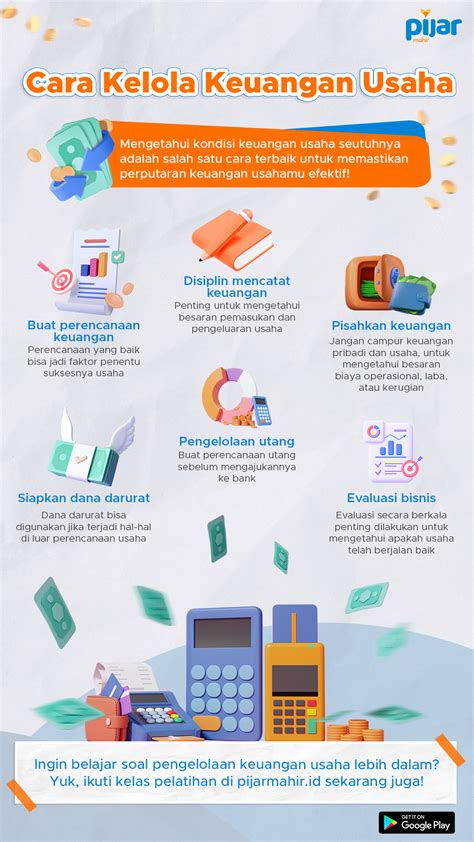 pijar
mahir
Cara Kelola Keuangan Usaha
Mengetahui kondisi keuangan usaha seutuhnya
adalah salah satu cara terbaik untuk memastikan
perputaran keuangan usahamu efektif!
Buat perencanaan
keuangan
Perencanaan yang baik
bisa jadi faktor penentu
suksesnya usaha
Disiplin mencatat
keuangan
Penting untuk mengetahui
besaran pemasukan dan
pengeluaran usaha
Pisahkan keuangan
Jangan campur keuangan
pribadi dan usaha, untuk
mengetahui besaran
biaya operasional, laba,
atau kerugian
Siapkan dana darurat
Dana darurat bisa
digunakan jika terjadi hal-hal
di luar perencanaan usaha
Pengelolaan utang
Buat perencanaan utang
sebelum mengajukannya
ke bank
Evaluasi bisnis
Evaluasi secara berkala
penting dilakukan untuk
mengetahui apakah usaha
telah berjalan baik
Ingin belajar soal pengelolaan keuangan usaha lebih dalam?
Yuk, ikuti kelas pelatihan di pijarmahir.id sekarang juga!
GET IT ON
Google Play